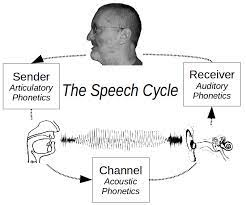 Sender
Articulatory
Phonetics
The Speech Cycle
Receiver
Auditory
Phonetics
Channel
Acoustic
Phonetics